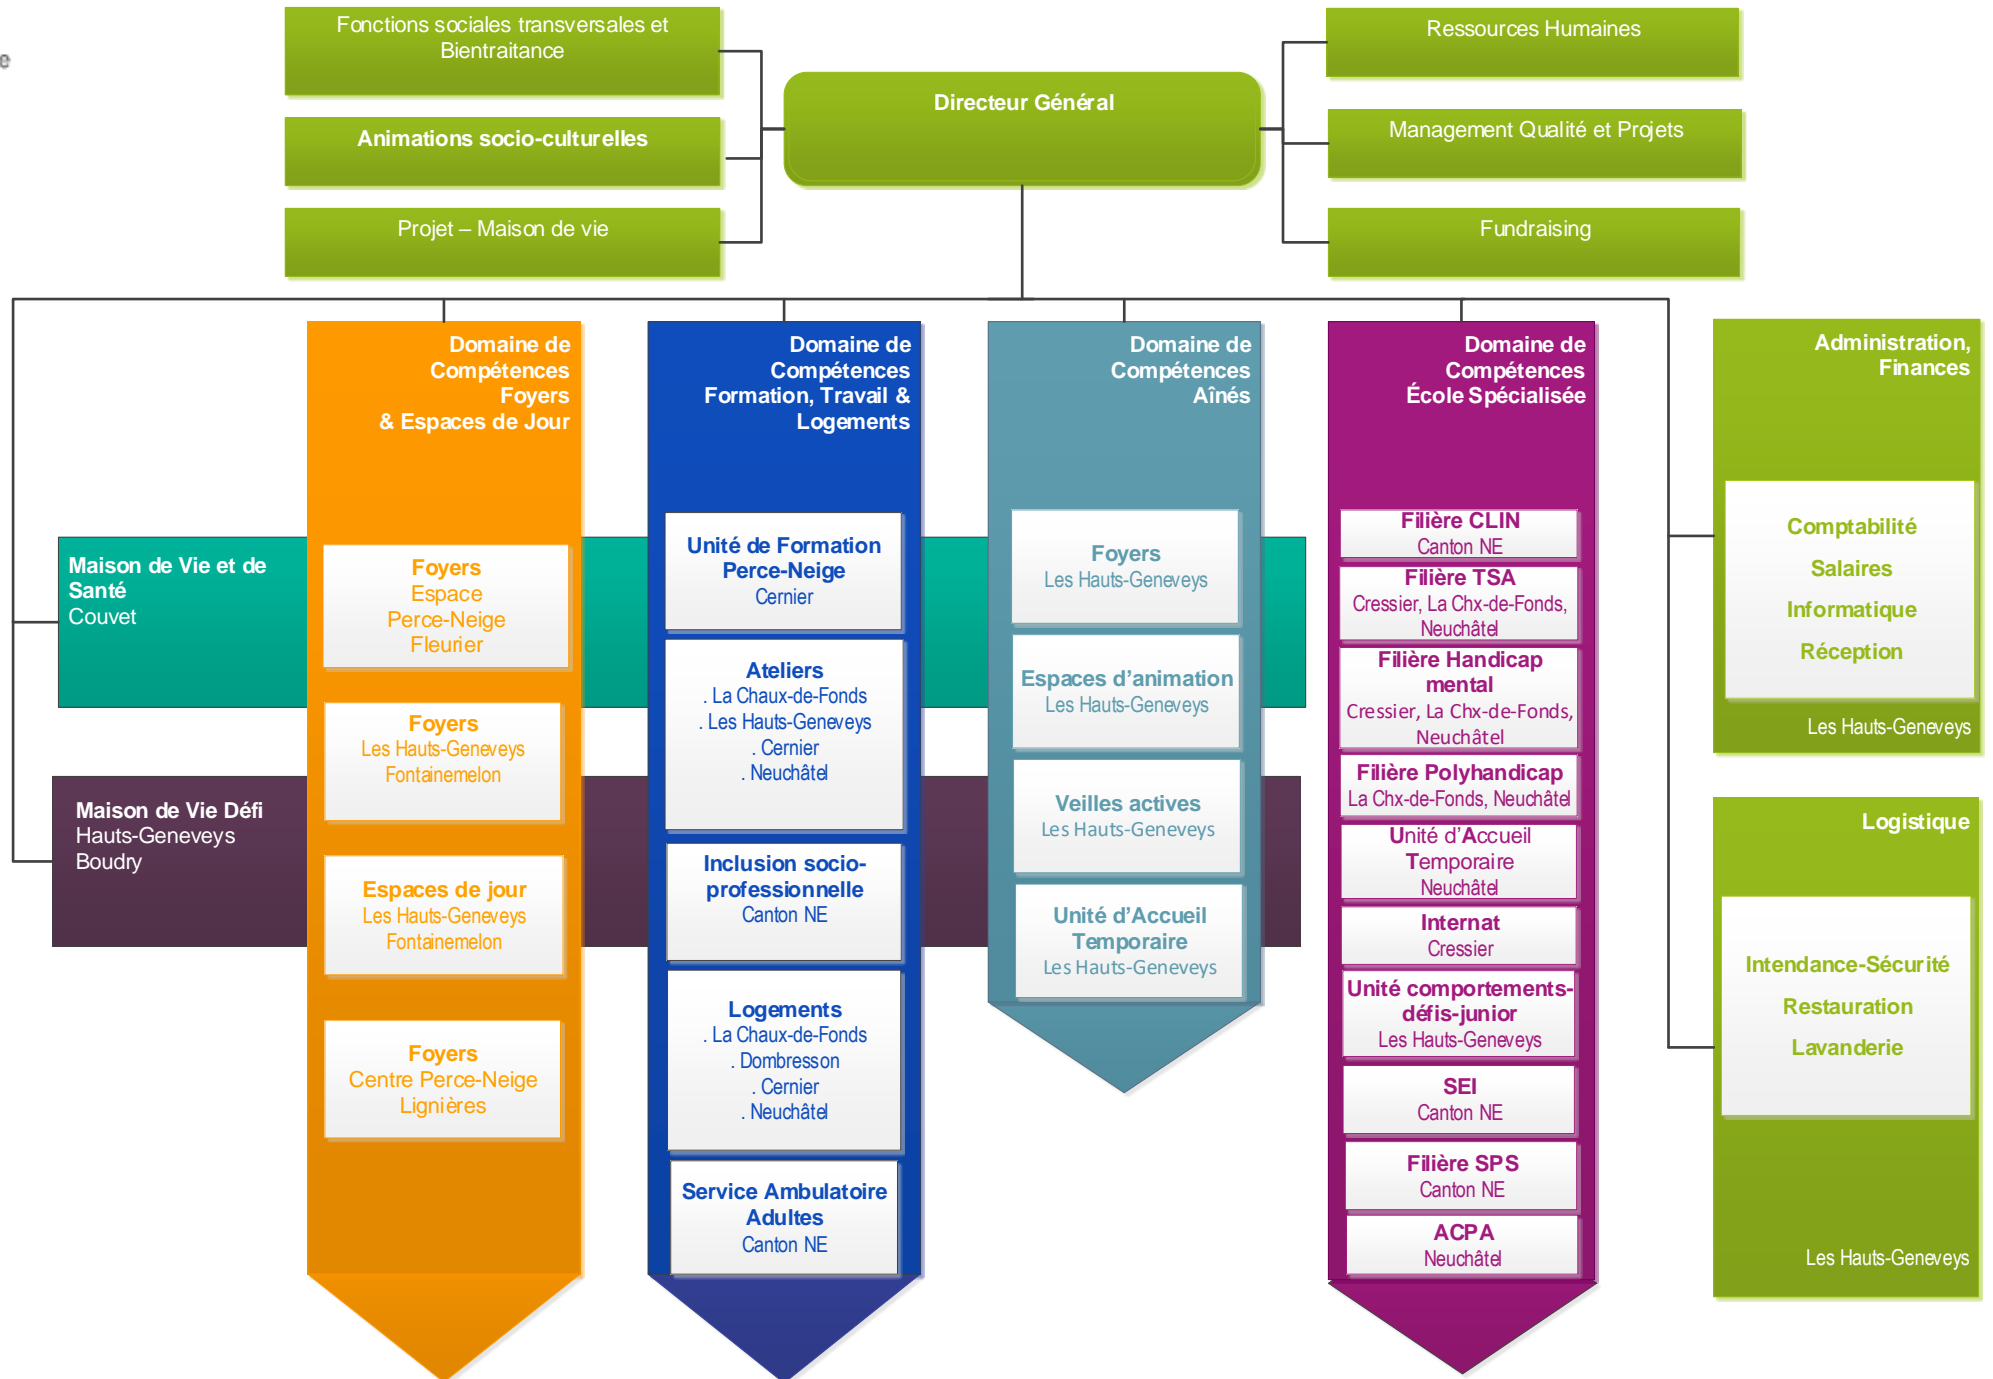 e
Fonctions sociales transversales et
Bientraitance
Animations socio-culturelles
Projet – Maison de vie
Directeur Général
Ressources Humaines
Management Qualité et Projets
Fundraising
Maison de Vie et de
Santé
Couvet
Maison de Vie Défi
Hauts-Geneveys
Boudry
Domaine de
Compétences
Foyers
& Espaces de Jour
Foyers
Espace
Perce-Neige
Fleurier
Foyers
Les Hauts-Geneveys
Fontainemelon
Espaces de jour
Les Hauts-Geneveys
Fontainemelon
Foyers
Centre Perce-Neige
Lignières
Domaine de
Compétences
Formation, Travail &
Logements
Unité de Formation
Perce-Neige
Cernier
Ateliers
. La Chaux-de-Fonds
. Les Hauts-Geneveys
. Cernier
. Neuchâtel
Inclusion socio-
professionnelle
Canton NE
Logements
. La Chaux-de-Fonds
. Dombresson
. Cernier
. Neuchâtel
Service Ambulatoire
Adultes
Canton NE
Domaine de
Compétences
Aînés
Foyers
Les Hauts-Geneveys
Espaces d’animation
Les Hauts-Geneveys
Veilles actives
Les Hauts-Geneveys
Unité d’Accueil
Temporaire
Les Hauts-Geneveys
Domaine de
Compétences
École Spécialisée
Filière CLIN
Canton NE
Filière TSA
Cressier, La Chx-de-Fonds,
Neuchâtel
Filière Handicap
mental
Cressier, La Chx-de-Fonds,
Neuchâtel
Filière Polyhandicap
La Chx-de-Fonds, Neuchâtel
Unité d’Accueil
Temporaire
Neuchâtel
Internat
Cressier
Unité comportements-
défis-junior
Les Hauts-Geneveys
SEI
Canton NE
Filière SPS
Canton NE
ACPA
Neuchâtel
Administration,
Finances
Comptabilité
Salaires
Informatique
Réception
Les Hauts-Geneveys
Logistique
Intendance-Sécurité
Restauration
Lavanderie
Les Hauts-Geneveys